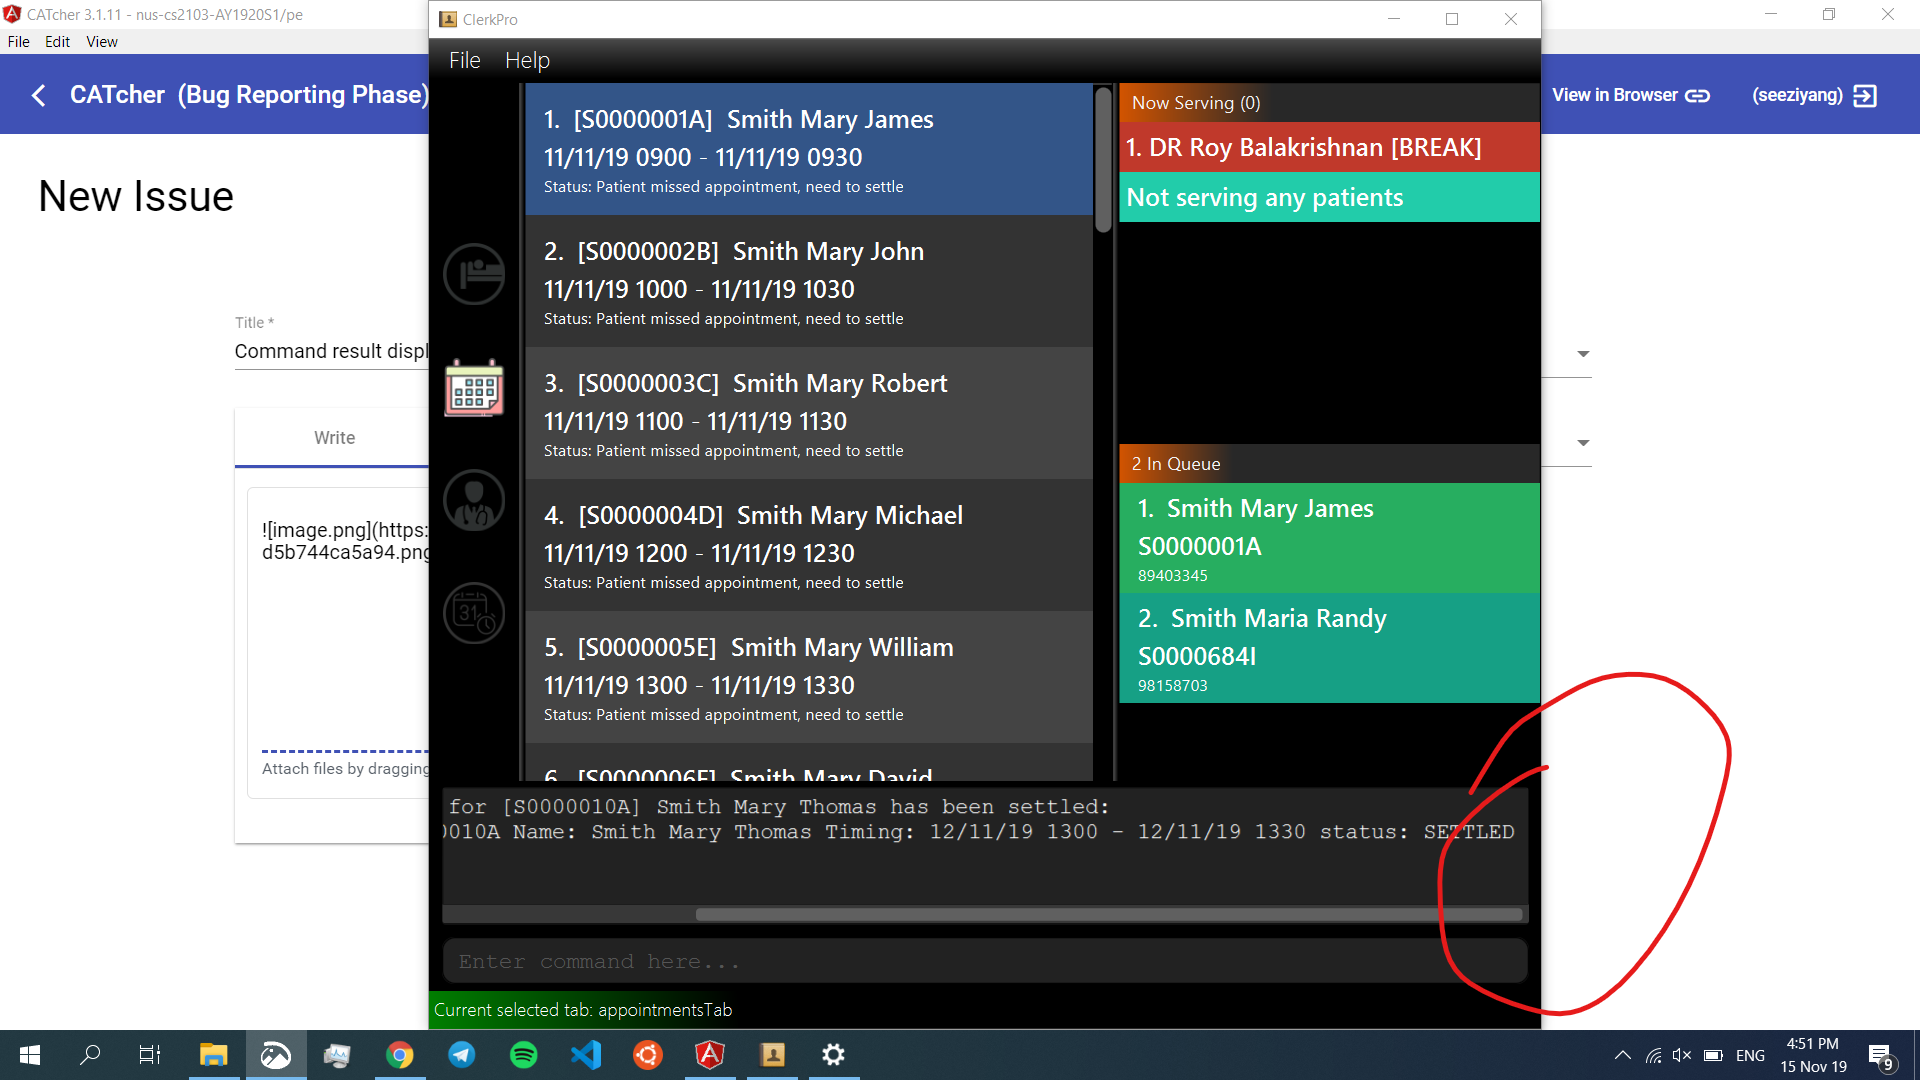 CATcher 3.1.11 - nus-cs2103-AY1920S1/pe
File Edit View
CATcher (Bug Reporting Phase)
View in Browser
(seeziyang)
New Issue
Title *
Command result displ
Write
![image.png](https:
d5b744ca5a94.png
Attach files by dragging
ClerkPro
File Help
1. [S0000001A] Smith Mary James
11/11/19 0900 - 11/11/19 0930
Status: Patient missed appointment, need to settle
2. [S0000002B] Smith Mary John
11/11/19 1000 - 11/11/19 1030
Status: Patient missed appointment, need to settle
3. [S0000003C] Smith Mary Robert
11/11/19 1100 - 11/11/19 1130
Status: Patient missed appointment, need to settle
4. [S0000004D] Smith Mary Michael
11/11/19 1200 - 11/11/19 1230
Status: Patient missed appointment, need to settle
5. [S0000005E] Smith Mary William
11/11/19 1300 - 11/11/19 1330
Status: Patient missed appointment, need to settle
6. [S0000006F] Smith Mary David
Now Serving (0)
1. DR Roy Balakrishnan [BREAK]
Not serving any patients
2 In Queue
1. Smith Mary James
S0000001A
89403345
2. Smith Maria Randy
S0000684I
98158703
for [S0000010A] Smith Mary Thomas has been settled:
0010A Name: Smith Mary Thomas Timing: 12/11/19 1300 - 12/11/19 1330 status: SETTLED
Enter command here...
Current selected tab: appointmentsTab
31
ENG
4:51 PM
15 Nov 19
9